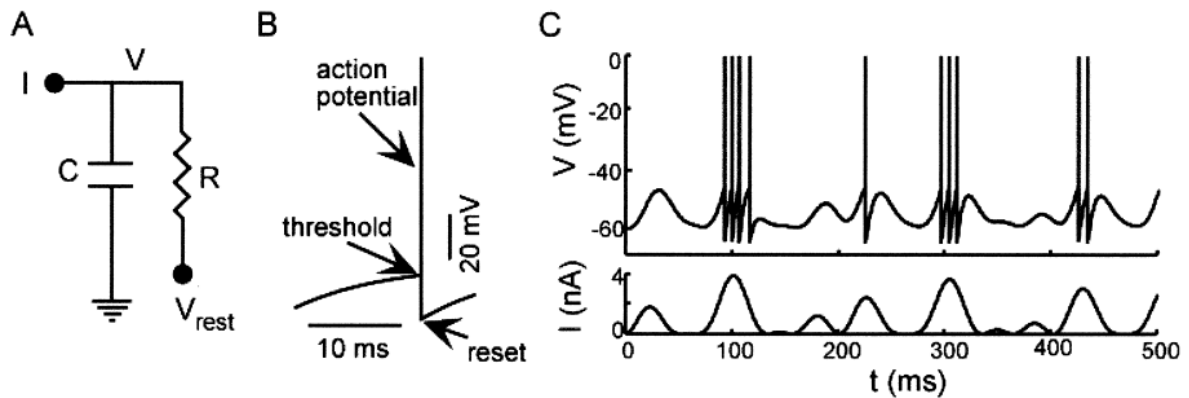 A
I
V
C
R
V_rest
B
action
potential
threshold
20 mV
10 ms
reset
C
V (mV)
0
-20
-40
-60
I (nA)
4
0
0 100 200 300 400 500
t (ms)